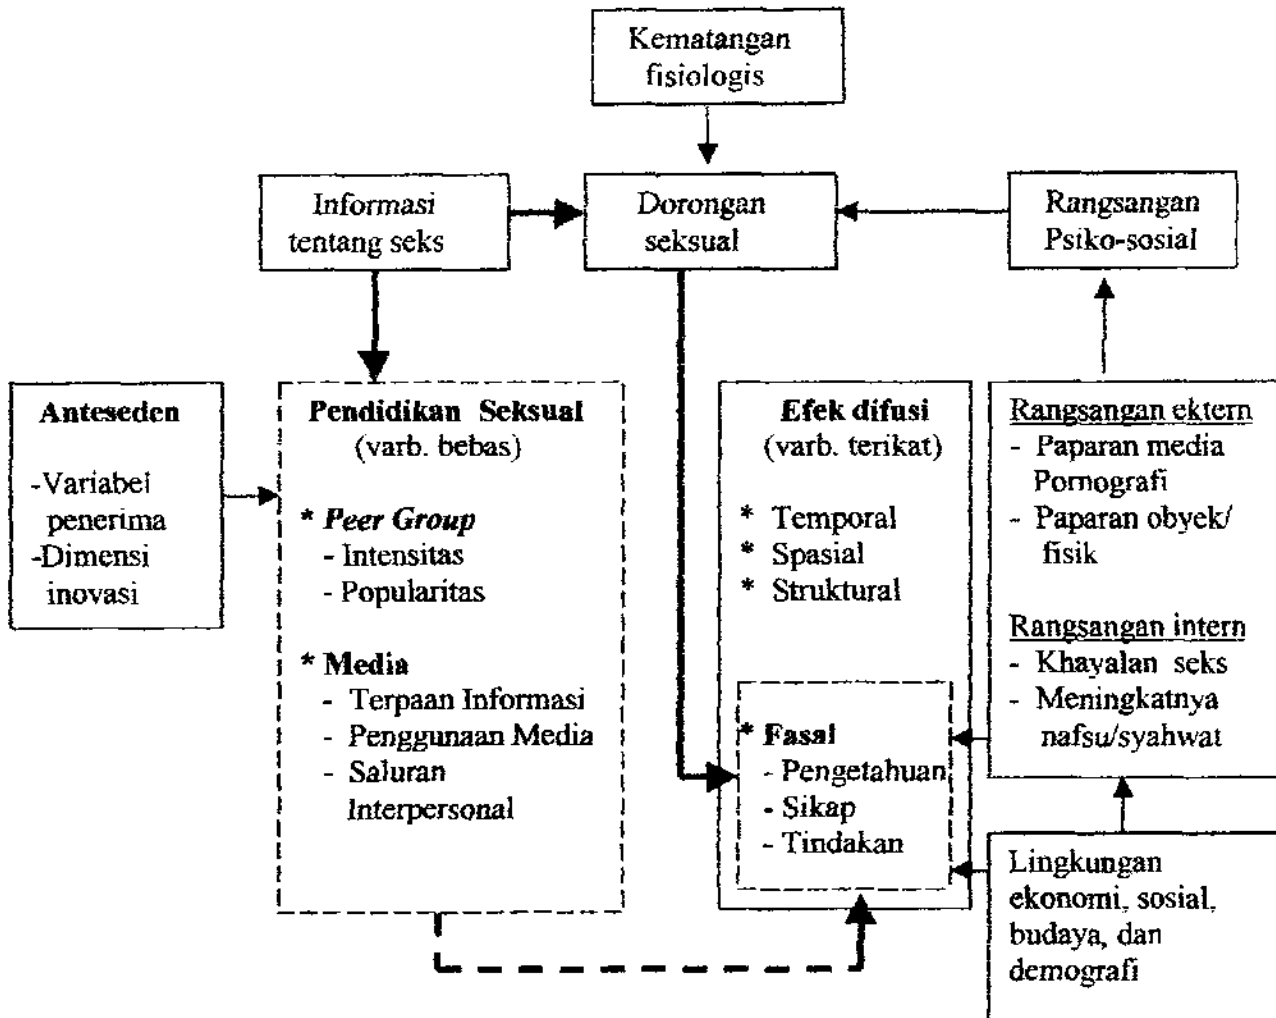 Kematangan
fisiologis
Informasi
tentang seks
Dorongan
seksual
Rangsangan
Psiko-sosial
Anteseden
-Variabel
penerima
-Dimensi
inovasi
Pendidikan Seksual
(varb. bebas)
* Peer Group
- Intensitas
- Popularitas
* Media
- Terpaan Informasi
- Penggunaan Media
- Saluran
Interpersonal
Efek difusi
(varb. terikat)
* Temporal
* Spasial
* Struktural
* Fasal
- Pengetahuan
- Sikap
- Tindakan
Rangsangan ektern
- Paparan media
Pornografi
- Paparan obyek/
fisik
Rangsangan intern
- Khayalan seks
- Meningkatnya
nafsu/syahwat
Lingkungan
ekonomi, sosial,
budaya, dan
demografi